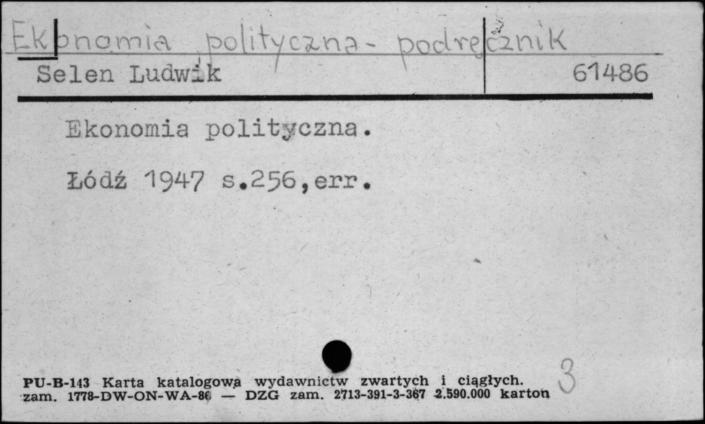 Ekonomia polityczna - podręcznik
Selen Ludwik 61486
Ekonomia polityczna.
Łódź 1947 s.256,err.
3
PU-B-143 Karta katalogowa wydawnictw zwartych i ciągłych.
zam. 1778-DW-ON-WA-86 — DZG zam. 2713-391-3-367 2.590.000 karton